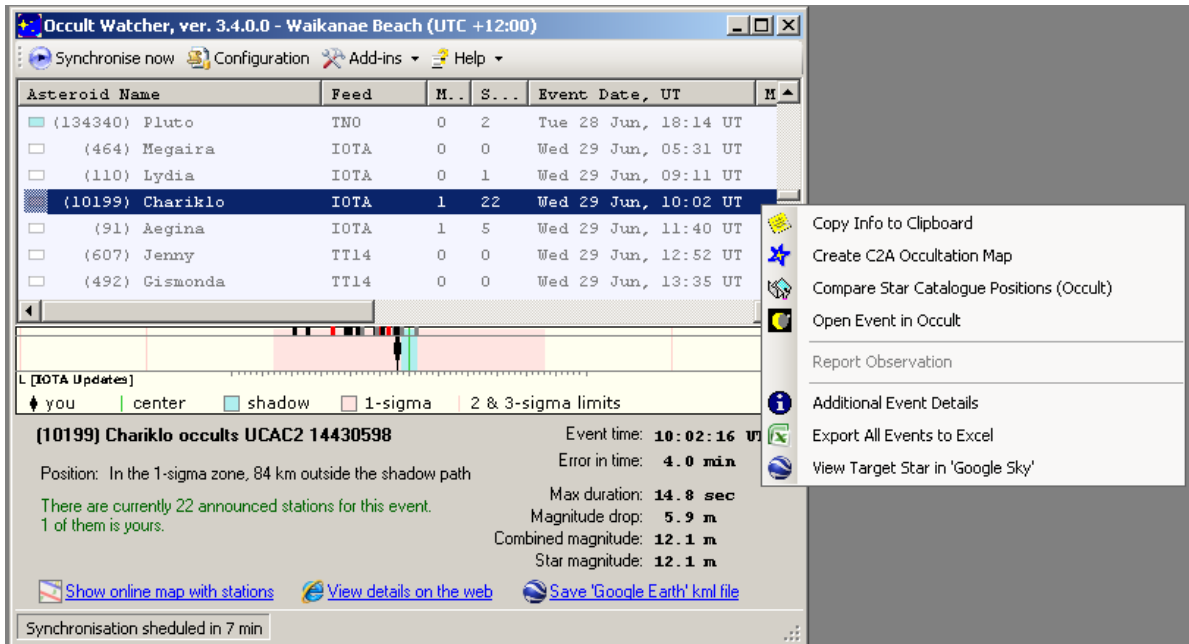 Occult Watcher, ver. 3.4.0.0 - Waikanae Beach (UTC +12:00)
Synchronise now Configuration Add-ins Help
Asteroid Name Feed M.. S... Event Date, UT M
(134340) Pluto TNO 0 2 Tue 28 Jun, 18:14 UT
(464) Megaira IOTA 0 0 Wed 29 Jun, 05:31 UT
(110) Lydia IOTA 0 1 Wed 29 Jun, 09:11 UT
(10199) Chariklo IOTA 1 22 Wed 29 Jun, 10:02 UT
(91) Aegina IOTA 1 5 Wed 29 Jun, 11:40 UT
(607) Jenny TT14 0 0 Wed 29 Jun, 12:52 UT
(492) Gismonda TT14 0 0 Wed 29 Jun, 13:35 UT
Copy Info to Clipboard
Create C2A Occultation Map
Compare Star Catalogue Positions (Occult)
Open Event in Occult
Report Observation
Additional Event Details
Export All Events to Excel
View Target Star in 'Google Sky'
L [IOTA Updates]
you center shadow 1-sigma 2 & 3-sigma limits
(10199) Chariklo occults UCAC2 14430598
Position: In the 1-sigma zone, 84 km outside the shadow path
There are currently 22 announced stations for this event.
1 of them is yours.
Event time: 10:02:16 UT
Error in time: 4.0 min
Max duration: 14.8 sec
Magnitude drop: 5.9 m
Combined magnitude: 12.1 m
Star magnitude: 12.1 m
Show online map with stations View details on the web Save 'Google Earth' kml file
Synchronisation sheduled in 7 min